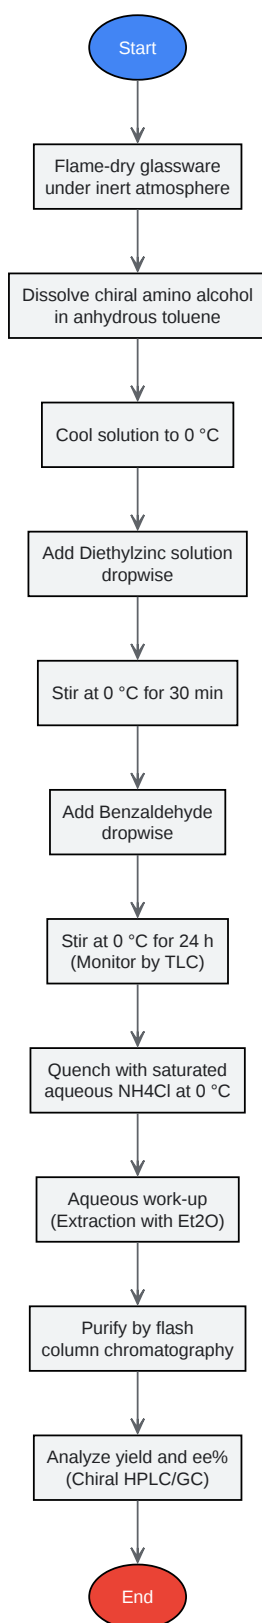 Start
Flame-dry glassware
under inert atmosphere
Dissolve chiral amino alcohol
in anhydrous toluene
Cool solution to 0 °C
Add Diethylzinc solution
dropwise
Stir at 0 °C for 30 min
Add Benzaldehyde
dropwise
Stir at 0 °C for 24 h
(Monitor by TLC)
Quench with saturated
aqueous NH4Cl at 0 °C
Aqueous work-up
(Extraction with Et2O)
Purify by flash
column chromatography
Analyze yield and ee%
(Chiral HPLC/GC)
End